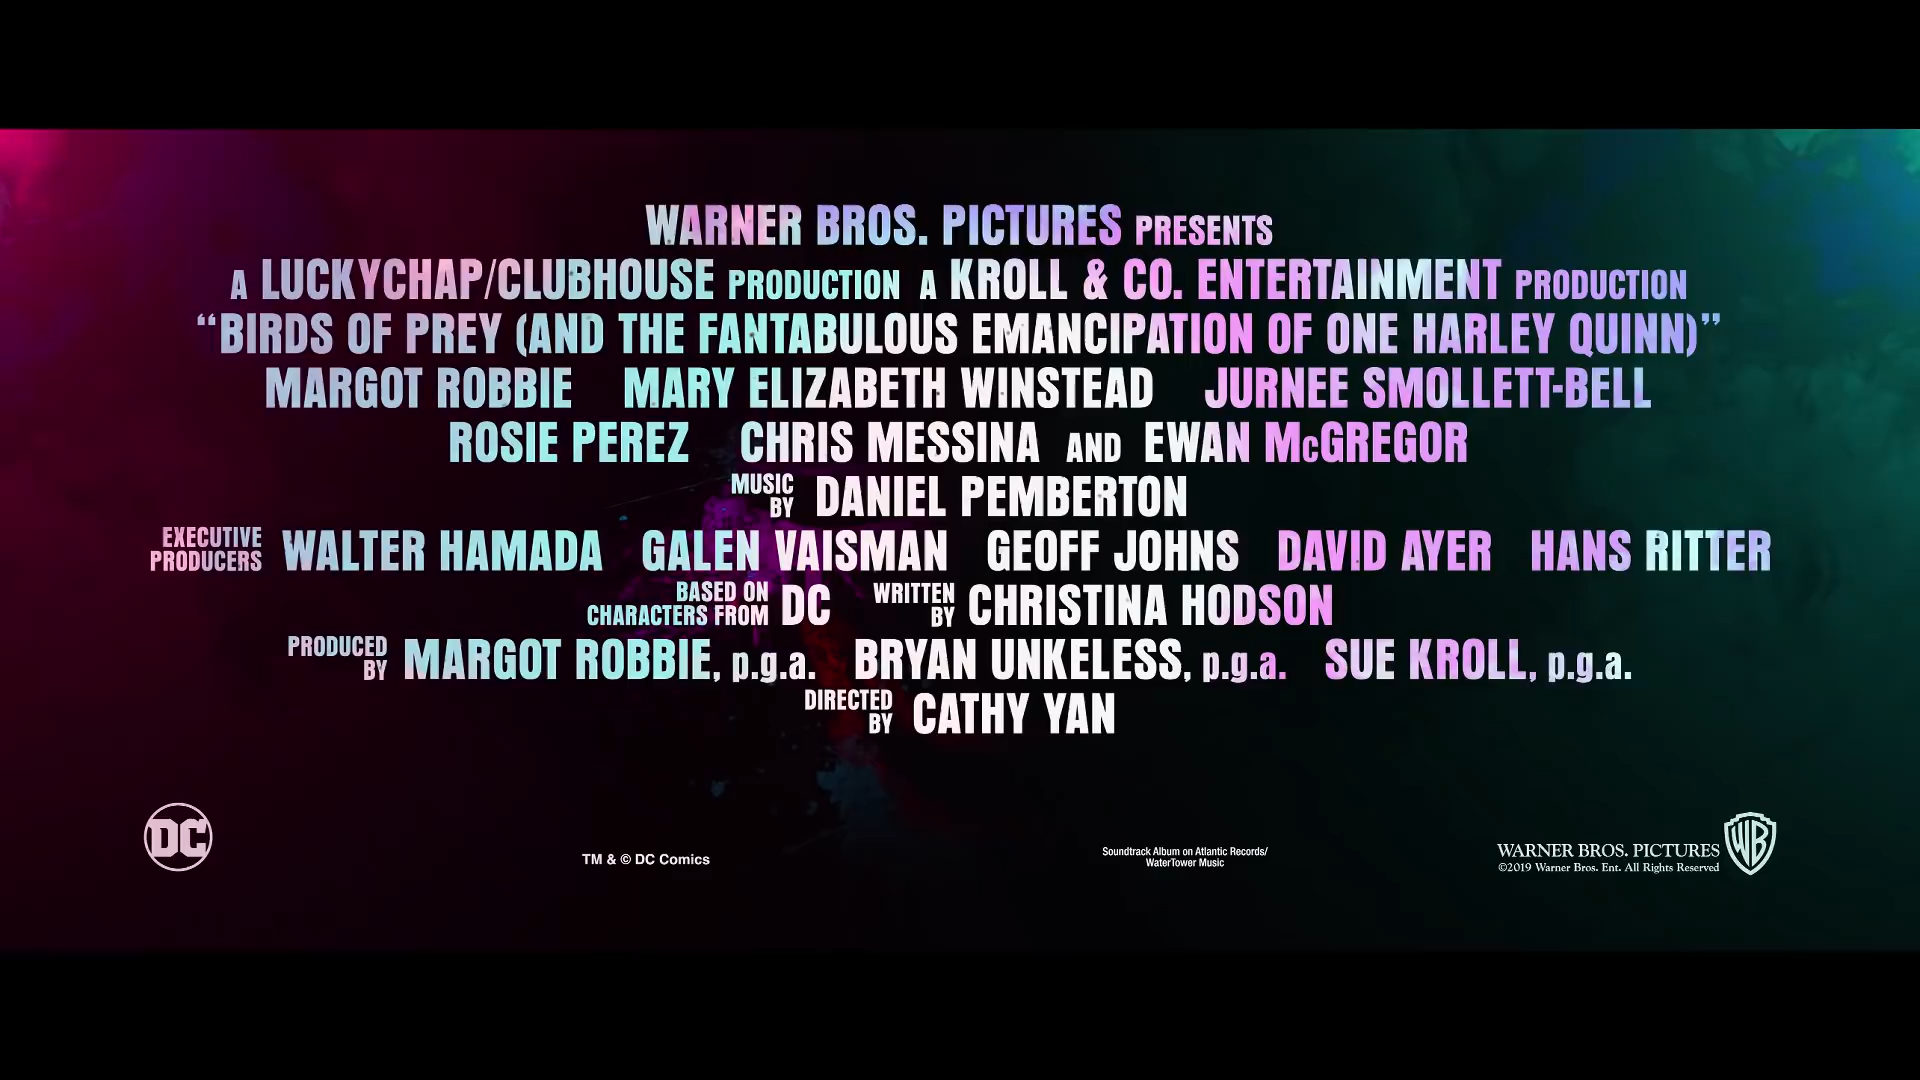 WARNER BROS. PICTURES PRESENTS
A LUCKYCHAP/CLUBHOUSE PRODUCTION A KROLL & CO. ENTERTAINMENT PRODUCTION
“BIRDS OF PREY (AND THE FANTABULOUS EMANCIPATION OF ONE HARLEY QUINN)”
MARGOT ROBBIE MARY ELIZABETH WINSTEAD JURNEE SMOLLETT-BELL
ROSIE PEREZ CHRIS MESSINA AND EWAN McGREGOR
MUSIC BY DANIEL PEMBERTON
EXECUTIVE PRODUCERS WALTER HAMADA GALEN VAISMAN GEOFF JOHNS DAVID AYER HANS RITTER
BASED ON CHARACTERS FROM DC WRITTEN BY CHRISTINA HODSON
PRODUCED BY MARGOT ROBBIE, p.g.a. BRYAN UNKELESS, p.g.a. SUE KROLL, p.g.a.
DIRECTED BY CATHY YAN
DC
TM & © DC Comics
Soundtrack Album on Atlantic Records/
WaterTower Music
WARNER BROS. PICTURES
©2019 Warner Bros. Ent. All Rights Reserved
WB